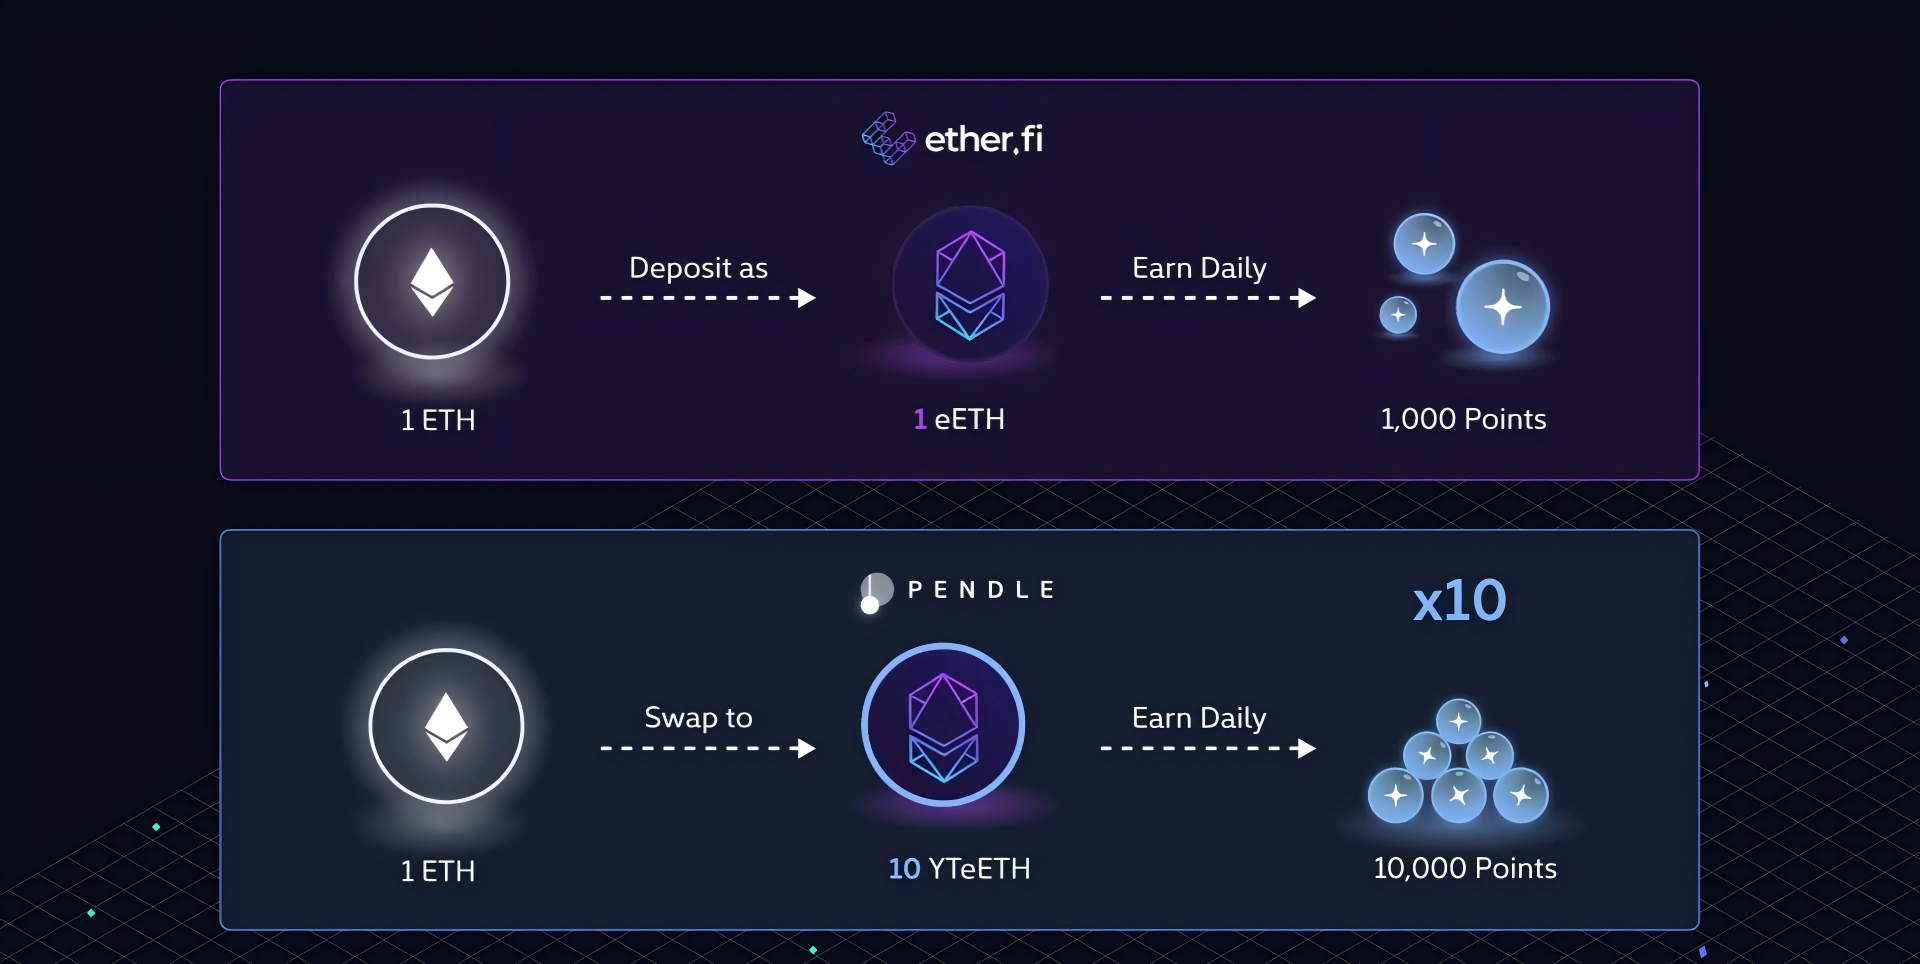 ether.fi
Deposit as
Earn Daily
1 ETH
1 eETH
1,000 Points
PENDLE
x10
Swap to
Earn Daily
1 ETH
10 YTeETH
10,000 Points